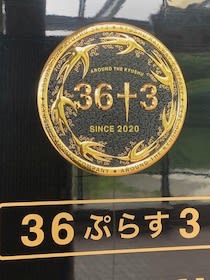 AROUND THE KYUSHU
36+3
SINCE 2020
36ぷらす3